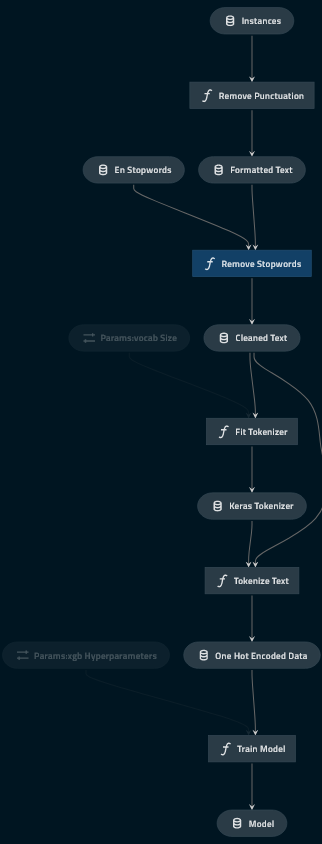 Instances
Remove Punctuation
En Stopwords
Formatted Text
Remove Stopwords
Params:vocab Size
Cleaned Text
Fit Tokenizer
Keras Tokenizer
Tokenize Text
Params:xgb Hyperparameters
One Hot Encoded Data
Train Model
Model